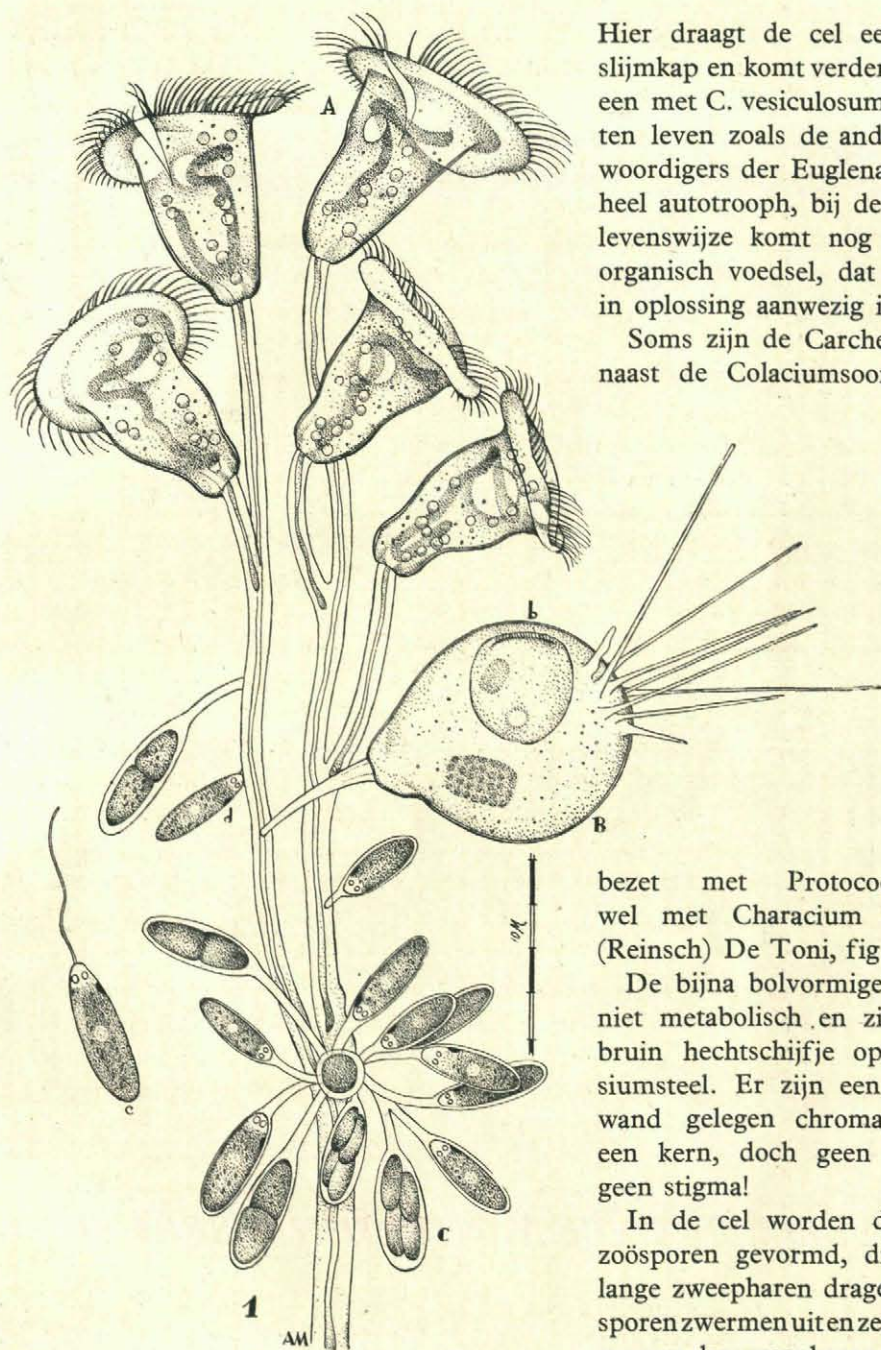 Hier draagt de cel ee
slijmkap en komt verder
een met C. vesiculosum
ten leven zoals de and
woordigers der Euglena
heel autotrooph, bij de
levenswijze komt nog
organisch voedsel, dat
in oplossing aanwezig i
Soms zijn de Carche
naast de Colaciumsoor
A
b
B
d
c
c
1
AM
bezet met Protoco
wel met Characium
(Reinsch) De Toni, fig
De bijna bolvormige
niet metabolisch en zi
bruin hechtschijfje op
siumsteel. Er zijn een
wand gelegen chroma
een kern, doch geen
geen stigma!
In de cel worden d
zoösporen gevormd, d
lange zweepharen drage
sporen zwermen uit en ze